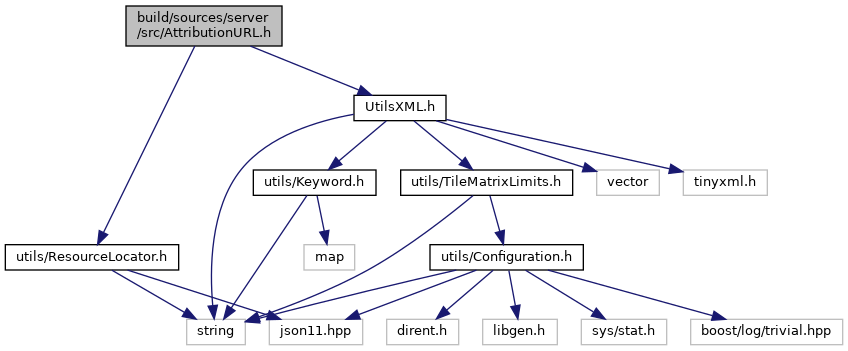 build/sources/server
/src/AttributionURL.h
UtilsXML.h
utils/Keyword.h
utils/TileMatrixLimits.h
vector
tinyxml.h
utils/ResourceLocator.h
map
utils/Configuration.h
string
json11.hpp
dirent.h
libgen.h
sys/stat.h
boost/log/trivial.hpp